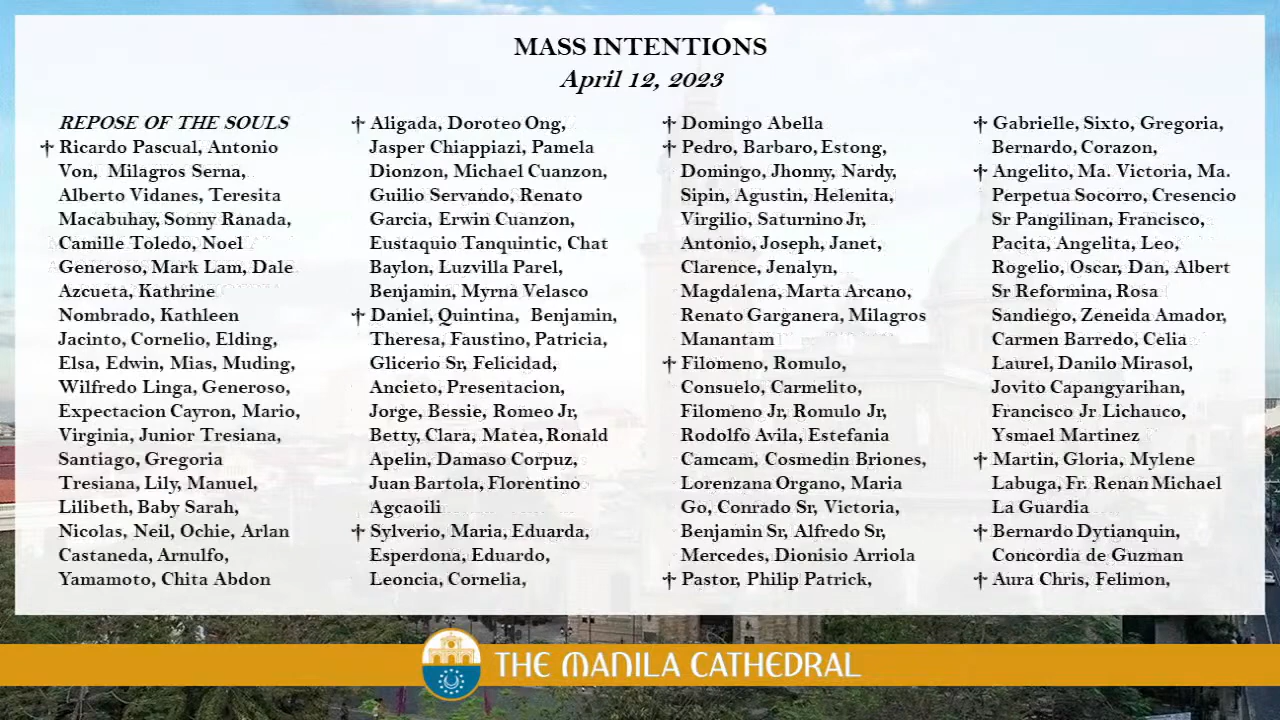 MASS INTENTIONS
April 12, 2023
REPOSE OF THE SOULS
✝ Ricardo Pascual, Antonio
Von, Milagros Serna,
Alberto Vidanes, Teresita
Macabuhay, Sonny Ranada,
Camille Toledo, Noel
Generoso, Mark Lam, Dale
Azcueta, Kathrine
Nombrado, Kathleen
Jacinto, Cornelio, Elding,
Elsa, Edwin, Mias, Muding,
Wilfredo Linga, Generoso,
Expectacion Cayron, Mario,
Virginia, Junior Tresiana,
Santiago, Gregoria
Tresiana, Lily, Manuel,
Lilibeth, Baby Sarah,
Nicolas, Neil, Ochie, Arlan
Castaneda, Arnulfo,
Yamamoto, Chita Abdon
✝ Aligada, Doroteo Ong,
Jasper Chiappiazi, Pamela
Dionzon, Michael Cuanzon,
Guilio Servando, Renato
Garcia, Erwin Cuanzon,
Eustaquio Tanquintic, Chat
Baylon, Luzvilla Parel,
Benjamin, Myrna Velasco
✝ Daniel, Quintina, Benjamin,
Theresa, Faustino, Patricia,
Glicerio Sr, Felicidad,
Ancieto, Presentacion,
Jorge, Bessie, Romeo Jr,
Betty, Clara, Matea, Ronald
Apelin, Damaso Corpuz,
Juan Bartola, Florentino
Agcaoili
✝ Sylverio, Maria, Eduarda,
Esperdona, Eduardo,
Leoncia, Cornelia,
✝ Domingo Abella
✝ Pedro, Barbaro, Estong,
Domingo, Jhonny, Nardy,
Sipin, Agustin, Helenita,
Virgilio, Saturnino Jr,
Antonio, Joseph, Janet,
Clarence, Jenalyn,
Magdalena, Marta Arcano,
Renato Garganera, Milagros
Manantam
✝ Filomeno, Romulo,
Consuelo, Carmelito,
Filomeno Jr, Romulo Jr,
Rodolfo Avila, Estefania
Camcam, Cosmedin Briones,
Lorenzana Organo, Maria
Go, Conrado Sr, Victoria,
Benjamin Sr, Alfredo Sr,
Mercedes, Dionisio Arriola
✝ Pastor, Philip Patrick,
✝ Gabrielle, Sixto, Gregoria,
Bernardo, Corazon,
✝ Angelito, Ma. Victoria, Ma.
Perpetua Socorro, Cresencio
Sr Pangilinan, Francisco,
Pacita, Angelita, Leo,
Rogelio, Oscar, Dan, Albert
Sr Reformina, Rosa
Sandiego, Zeneida Amador,
Carmen Barredo, Celia
Laurel, Danilo Mirasol,
Jovito Capangyarihan,
Francisco Jr Lichauco,
Ysmael Martinez
✝ Martin, Gloria, Mylene
Labuga, Fr. Renan Michael
La Guardia
✝ Bernardo Dytianquin,
Concordia de Guzman
✝ Aura Chris, Felimon,
THE MANILA CATHEDRAL